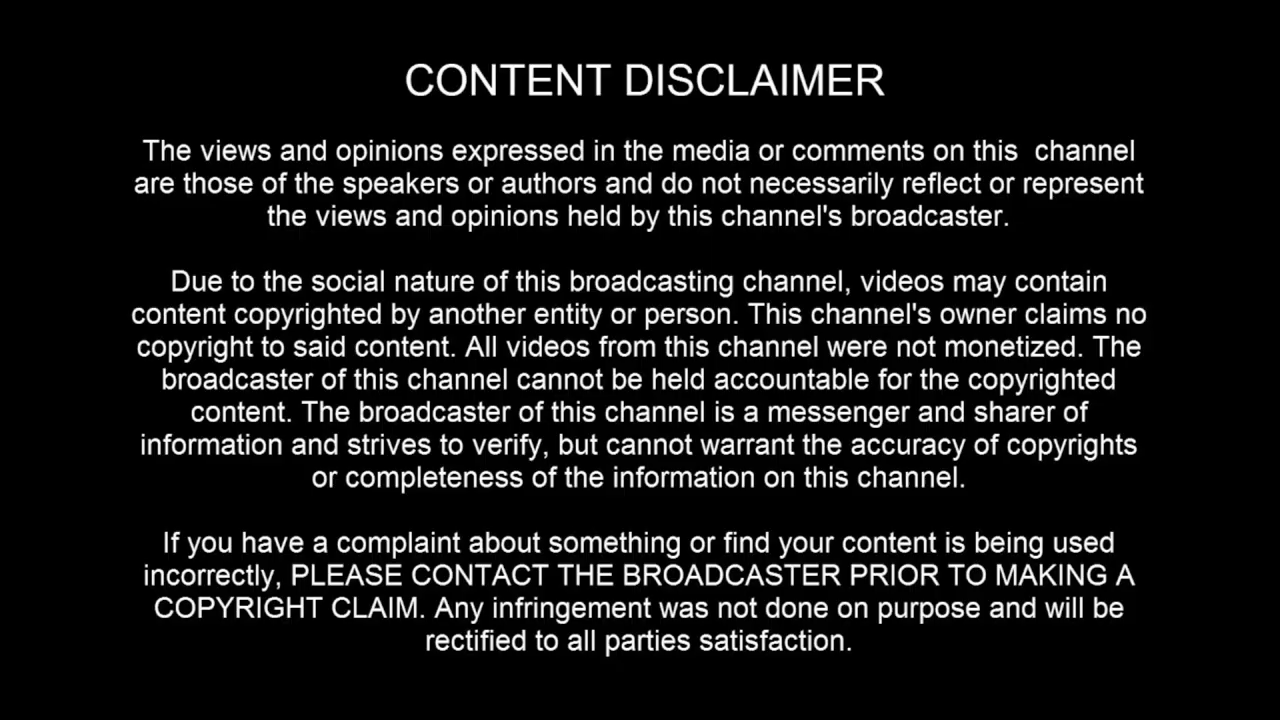 CONTENT DISCLAIMER
The views and opinions expressed in the media or comments on this  channel
are those of the speakers or authors and do not necessarily reflect or represent
the views and opinions held by this channel's broadcaster.
Due to the social nature of this broadcasting channel, videos may contain
content copyrighted by another entity or person. This channel's owner claims no
copyright to said content. All videos from this channel were not monetized. The
broadcaster of this channel cannot be held accountable for the copyrighted
content. The broadcaster of this channel is a messenger and sharer of
information and strives to verify, but cannot warrant the accuracy of copyrights
or completeness of the information on this channel.
If you have a complaint about something or find your content is being used
incorrectly, PLEASE CONTACT THE BROADCASTER PRIOR TO MAKING A
COPYRIGHT CLAIM. Any infringement was not done on purpose and will be
rectified to all parties satisfaction.